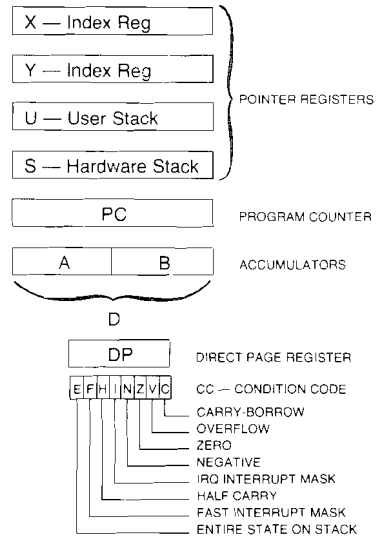 X — Index Reg
Y — Index Reg
U — User Stack
S — Hardware Stack
POINTER REGISTERS
PC
PROGRAM COUNTER
A
B
ACCUMULATORS
D
DP
DIRECT PAGE REGISTER
E F H I N Z V C
CC — CONDITION CODE
CARRY-BORROW
OVERFLOW
ZERO
NEGATIVE
IRQ INTERRUPT MASK
HALF CARRY
FAST INTERRUPT MASK
ENTIRE STATE ON STACK